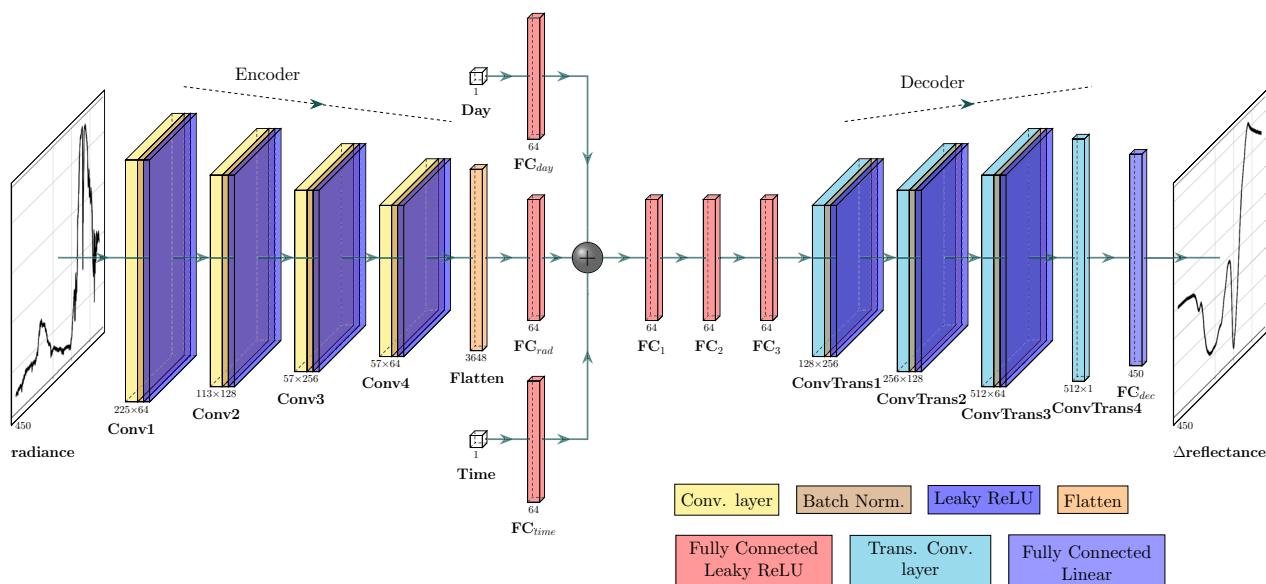 Encoder
Decoder
1
Day
64
FC_day
450
radiance
225×64
Conv1
113×128
Conv2
57×256
Conv3
57×64
Conv4
3648
Flatten
64
FC_rad
1
Time
64
FC_time
+
64
FC_1
64
FC_2
64
FC_3
128×256
ConvTrans1
256×128
ConvTrans2
512×64
ConvTrans3
512×1
ConvTrans4
450
FC_dec
450
Δreflectance
Conv. layer
Batch Norm.
Leaky ReLU
Flatten
Fully Connected
Leaky ReLU
Trans. Conv.
layer
Fully Connected
Linear